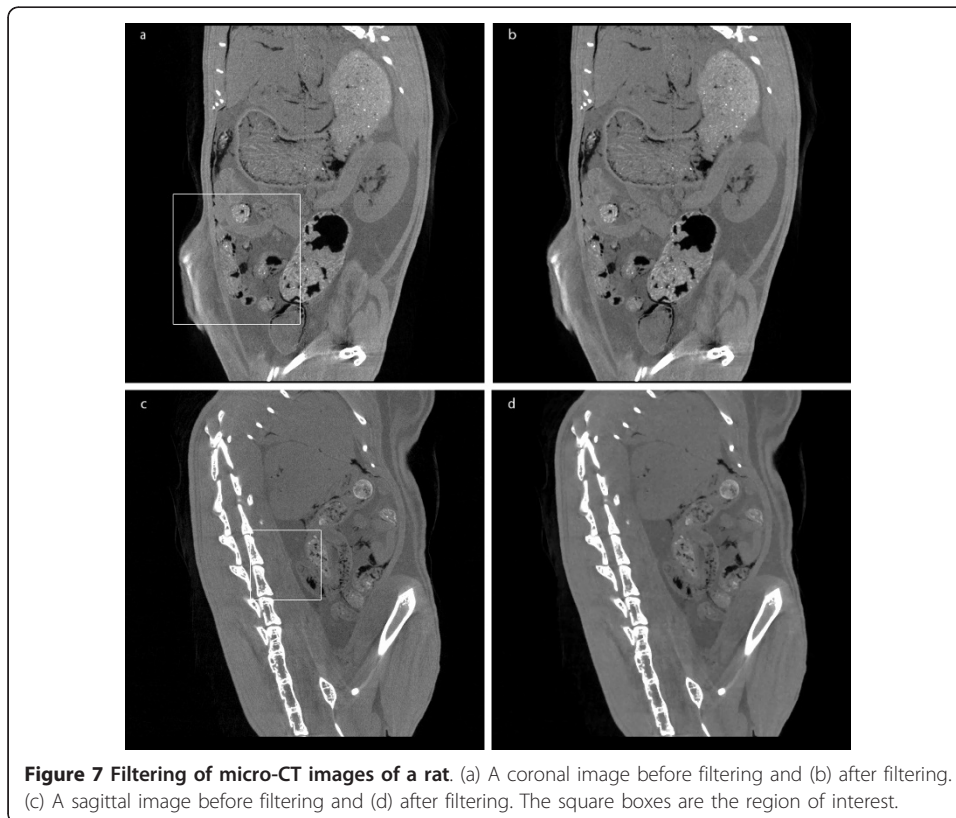 a
b
c
d
Figure 7 Filtering of micro-CT images of a rat. (a) A coronal image before filtering and (b) after filtering.
(c) A sagittal image before filtering and (d) after filtering. The square boxes are the region of interest.